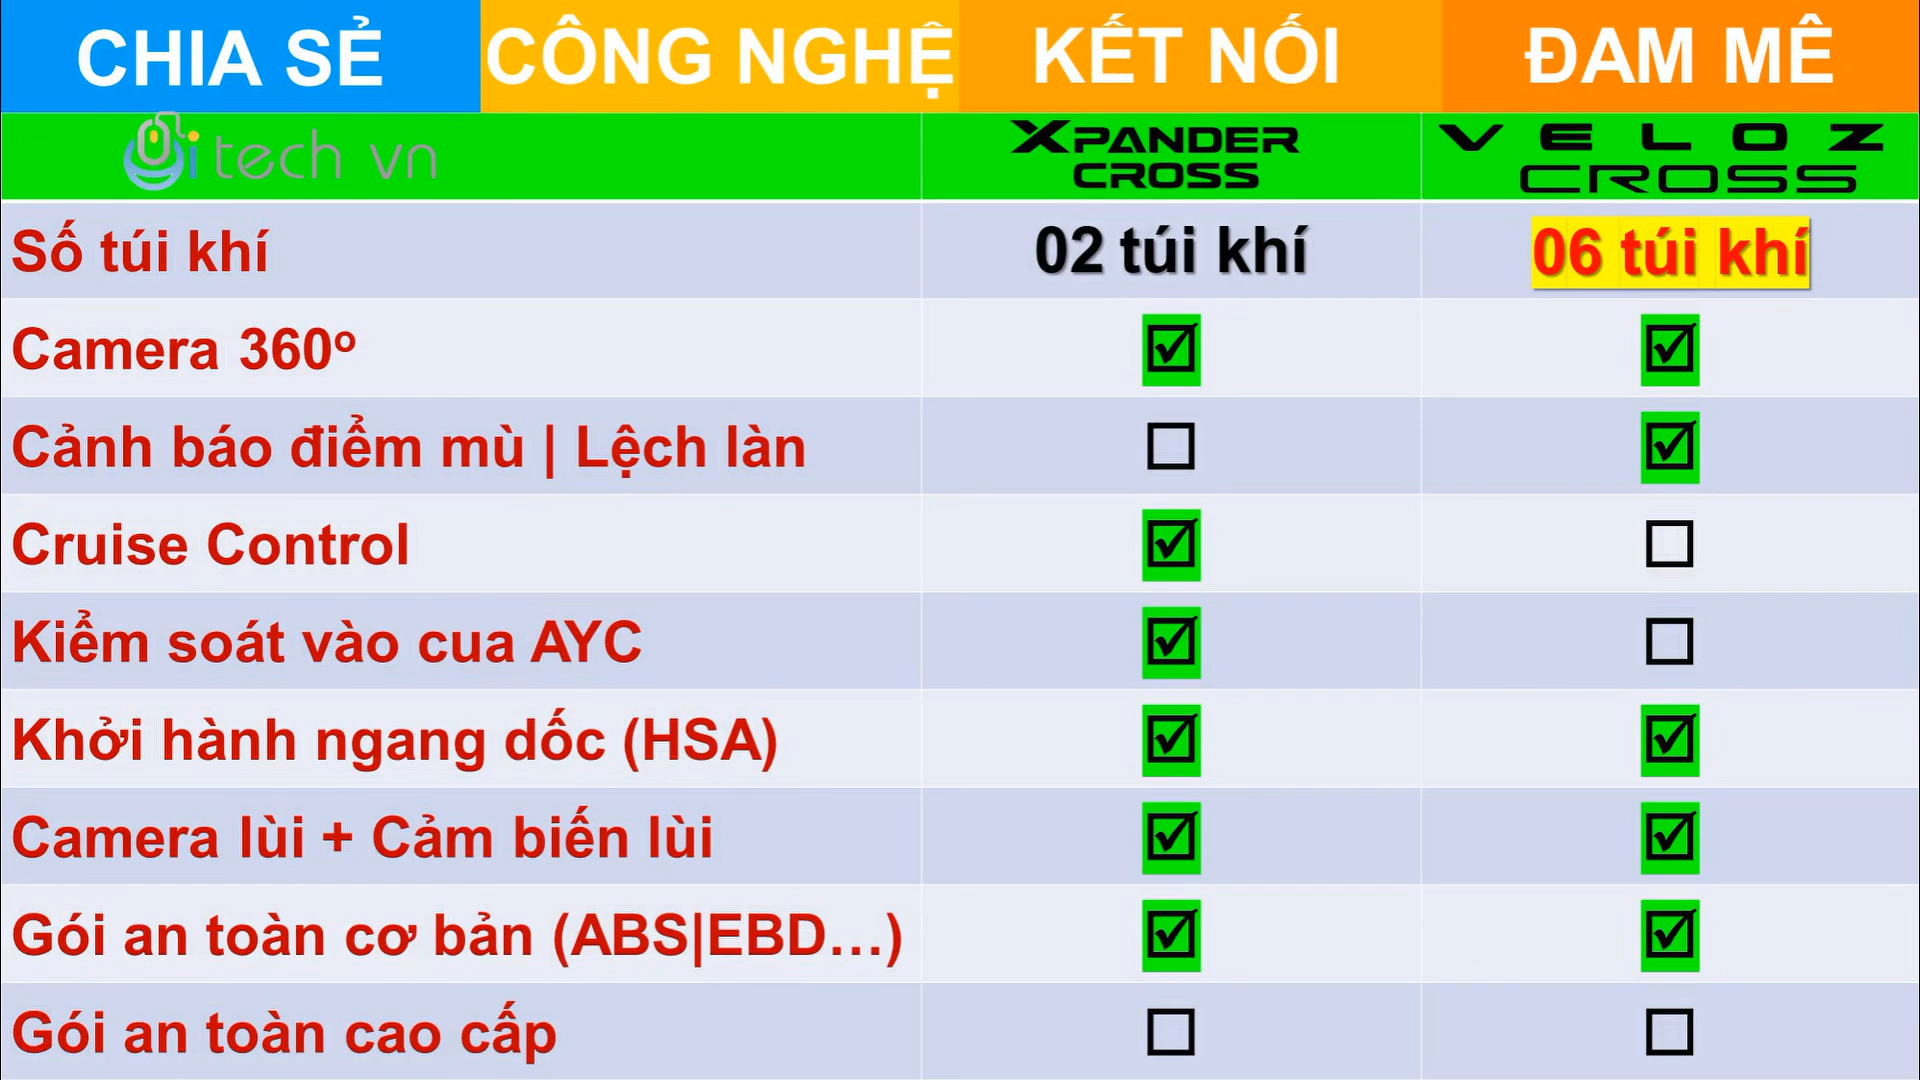 CHIA SẺ CÔNG NGHỆ KẾT NỐI ĐAM MÊ
itech vn
XPANDER
CROSS
VELOZ
CROSS
Số túi khí 02 túi khí 06 túi khí
Camera 360º ☑ ☑
Cảnh báo điểm mù | Lệch làn ☐ ☑
Cruise Control ☑ ☐
Kiểm soát vào cua AYC ☑ ☐
Khởi hành ngang dốc (HSA) ☑ ☑
Camera lùi + Cảm biến lùi ☑ ☑
Gói an toàn cơ bản (ABS|EBD…) ☑ ☑
Gói an toàn cao cấp ☐ ☐